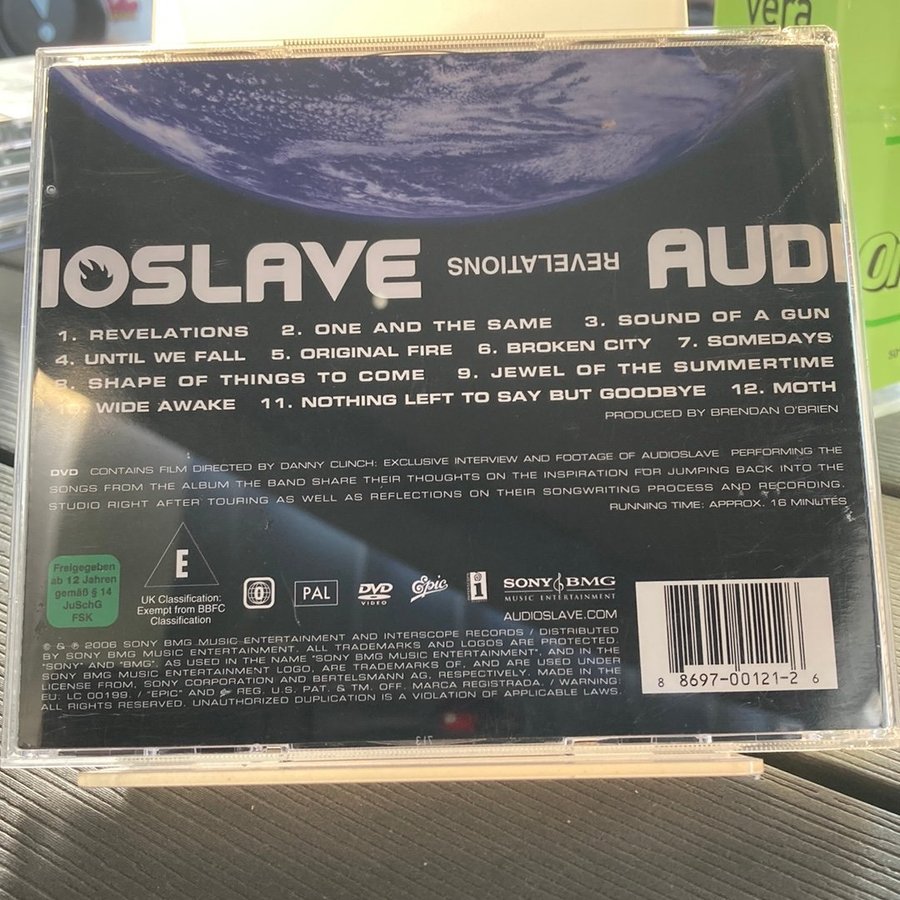 vera
IOSLAVE REVELATIONS AUDI
1. REVELATIONS 2. ONE AND THE SAME 3. SOUND OF A GUN
4. UNTIL WE FALL 5. ORIGINAL FIRE 6. BROKEN CITY 7. SOMEDAYS
8. SHAPE OF THINGS TO COME 9. JEWEL OF THE SUMMERTIME
10. WIDE AWAKE 11. NOTHING LEFT TO SAY BUT GOODBYE 12. MOTH
PRODUCED BY BRENDAN O'BRIEN
DVD CONTAINS FILM DIRECTED BY DANNY CLINCH: EXCLUSIVE INTERVIEW AND FOOTAGE OF AUDIOSLAVE PERFORMING THE
SONGS FROM THE ALBUM THE BAND SHARE THEIR THOUGHTS ON THE INSPIRATION FOR JUMPING BACK INTO THE
STUDIO RIGHT AFTER TOURING AS WELL AS REFLECTIONS ON THEIR SONGWRITING PROCESS AND RECORDING.
RUNNING TIME: APPROX. 16 MINUTES
Freigegeben
ab 12 Jahren
gemäß § 14
JuSchG
FSK
E
UK Classification:
Exempt from BBFC
Classification
0
PAL
DVD
VIDEO
Epic
i
SONY BMG
MUSIC ENTERTAINMENT
AUDIOSLAVE.COM
© & ℗ 2006 SONY BMG MUSIC ENTERTAINMENT AND INTERSCOPE RECORDS / DISTRIBUTED
BY SONY BMG MUSIC ENTERTAINMENT. ALL TRADEMARKS AND LOGOS ARE PROTECTED.
"SONY" AND "BMG", AS USED IN THE NAME "SONY BMG MUSIC ENTERTAINMENT", AND IN THE
SONY BMG MUSIC ENTERTAINMENT LOGO, ARE TRADEMARKS OF, AND ARE USED UNDER
LICENSE FROM, SONY CORPORATION AND BERTELSMANN AG, RESPECTIVELY. MADE IN THE
EU. LC 00199. / "EPIC" AND REG. U.S. PAT. & TM. OFF. MARCA REGISTRADA. / WARNING:
ALL RIGHTS RESERVED. UNAUTHORIZED DUPLICATION IS A VIOLATION OF APPLICABLE LAWS.
8 8697-00121-2 6